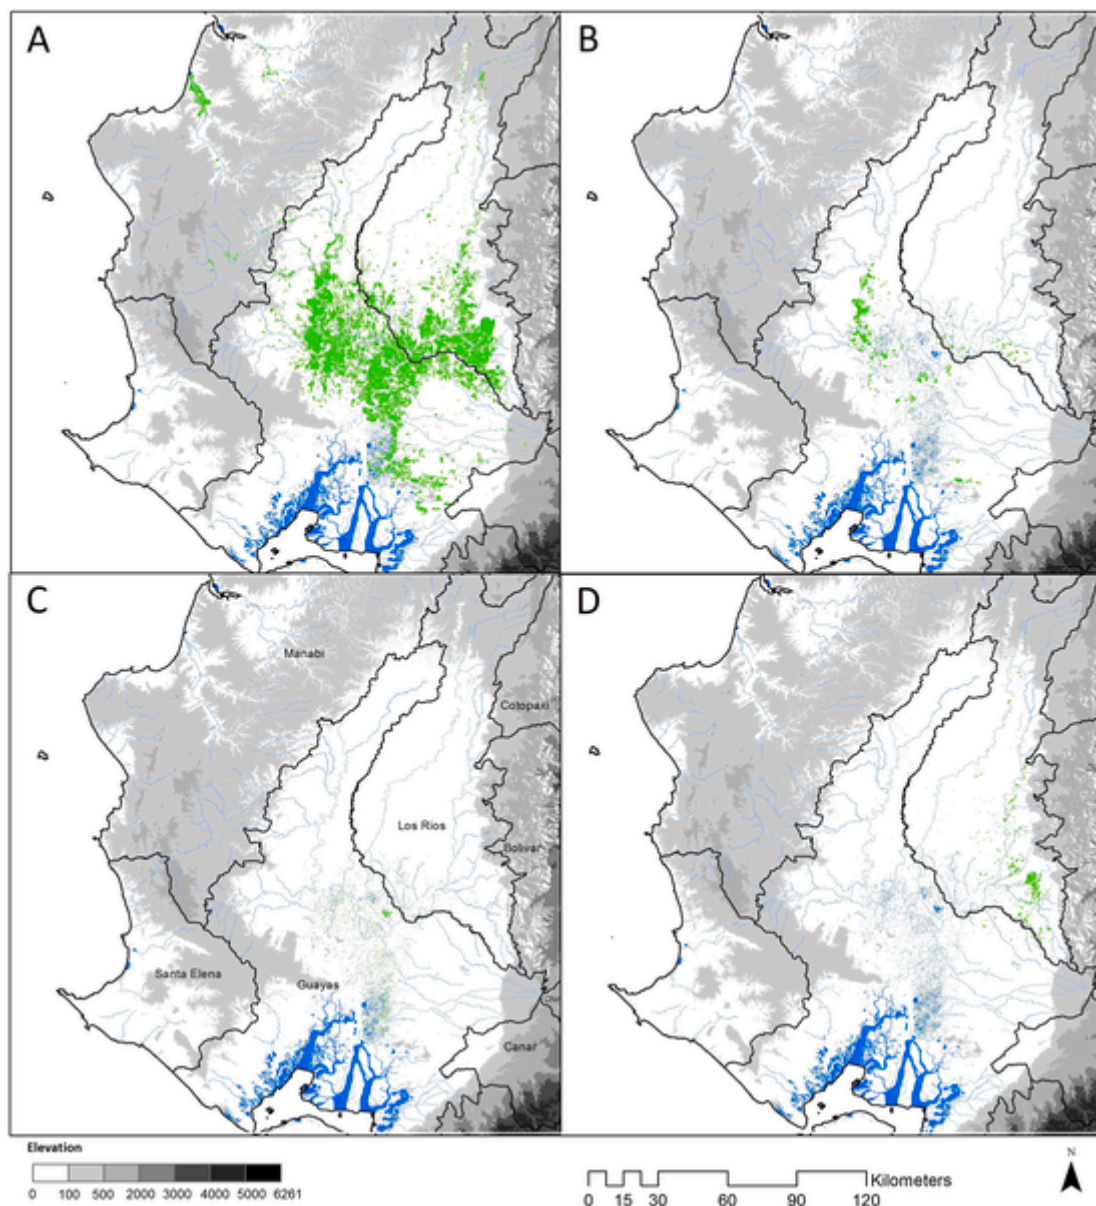 A
B
C
D
Manabi
Cotopaxi
Los Rios
Bolivar
Santa Elena
Guayas
Canar
Elevation
0 100 500 2000 3000 4000 5000 6261
N
Kilometers
0 15 30 60 90 120